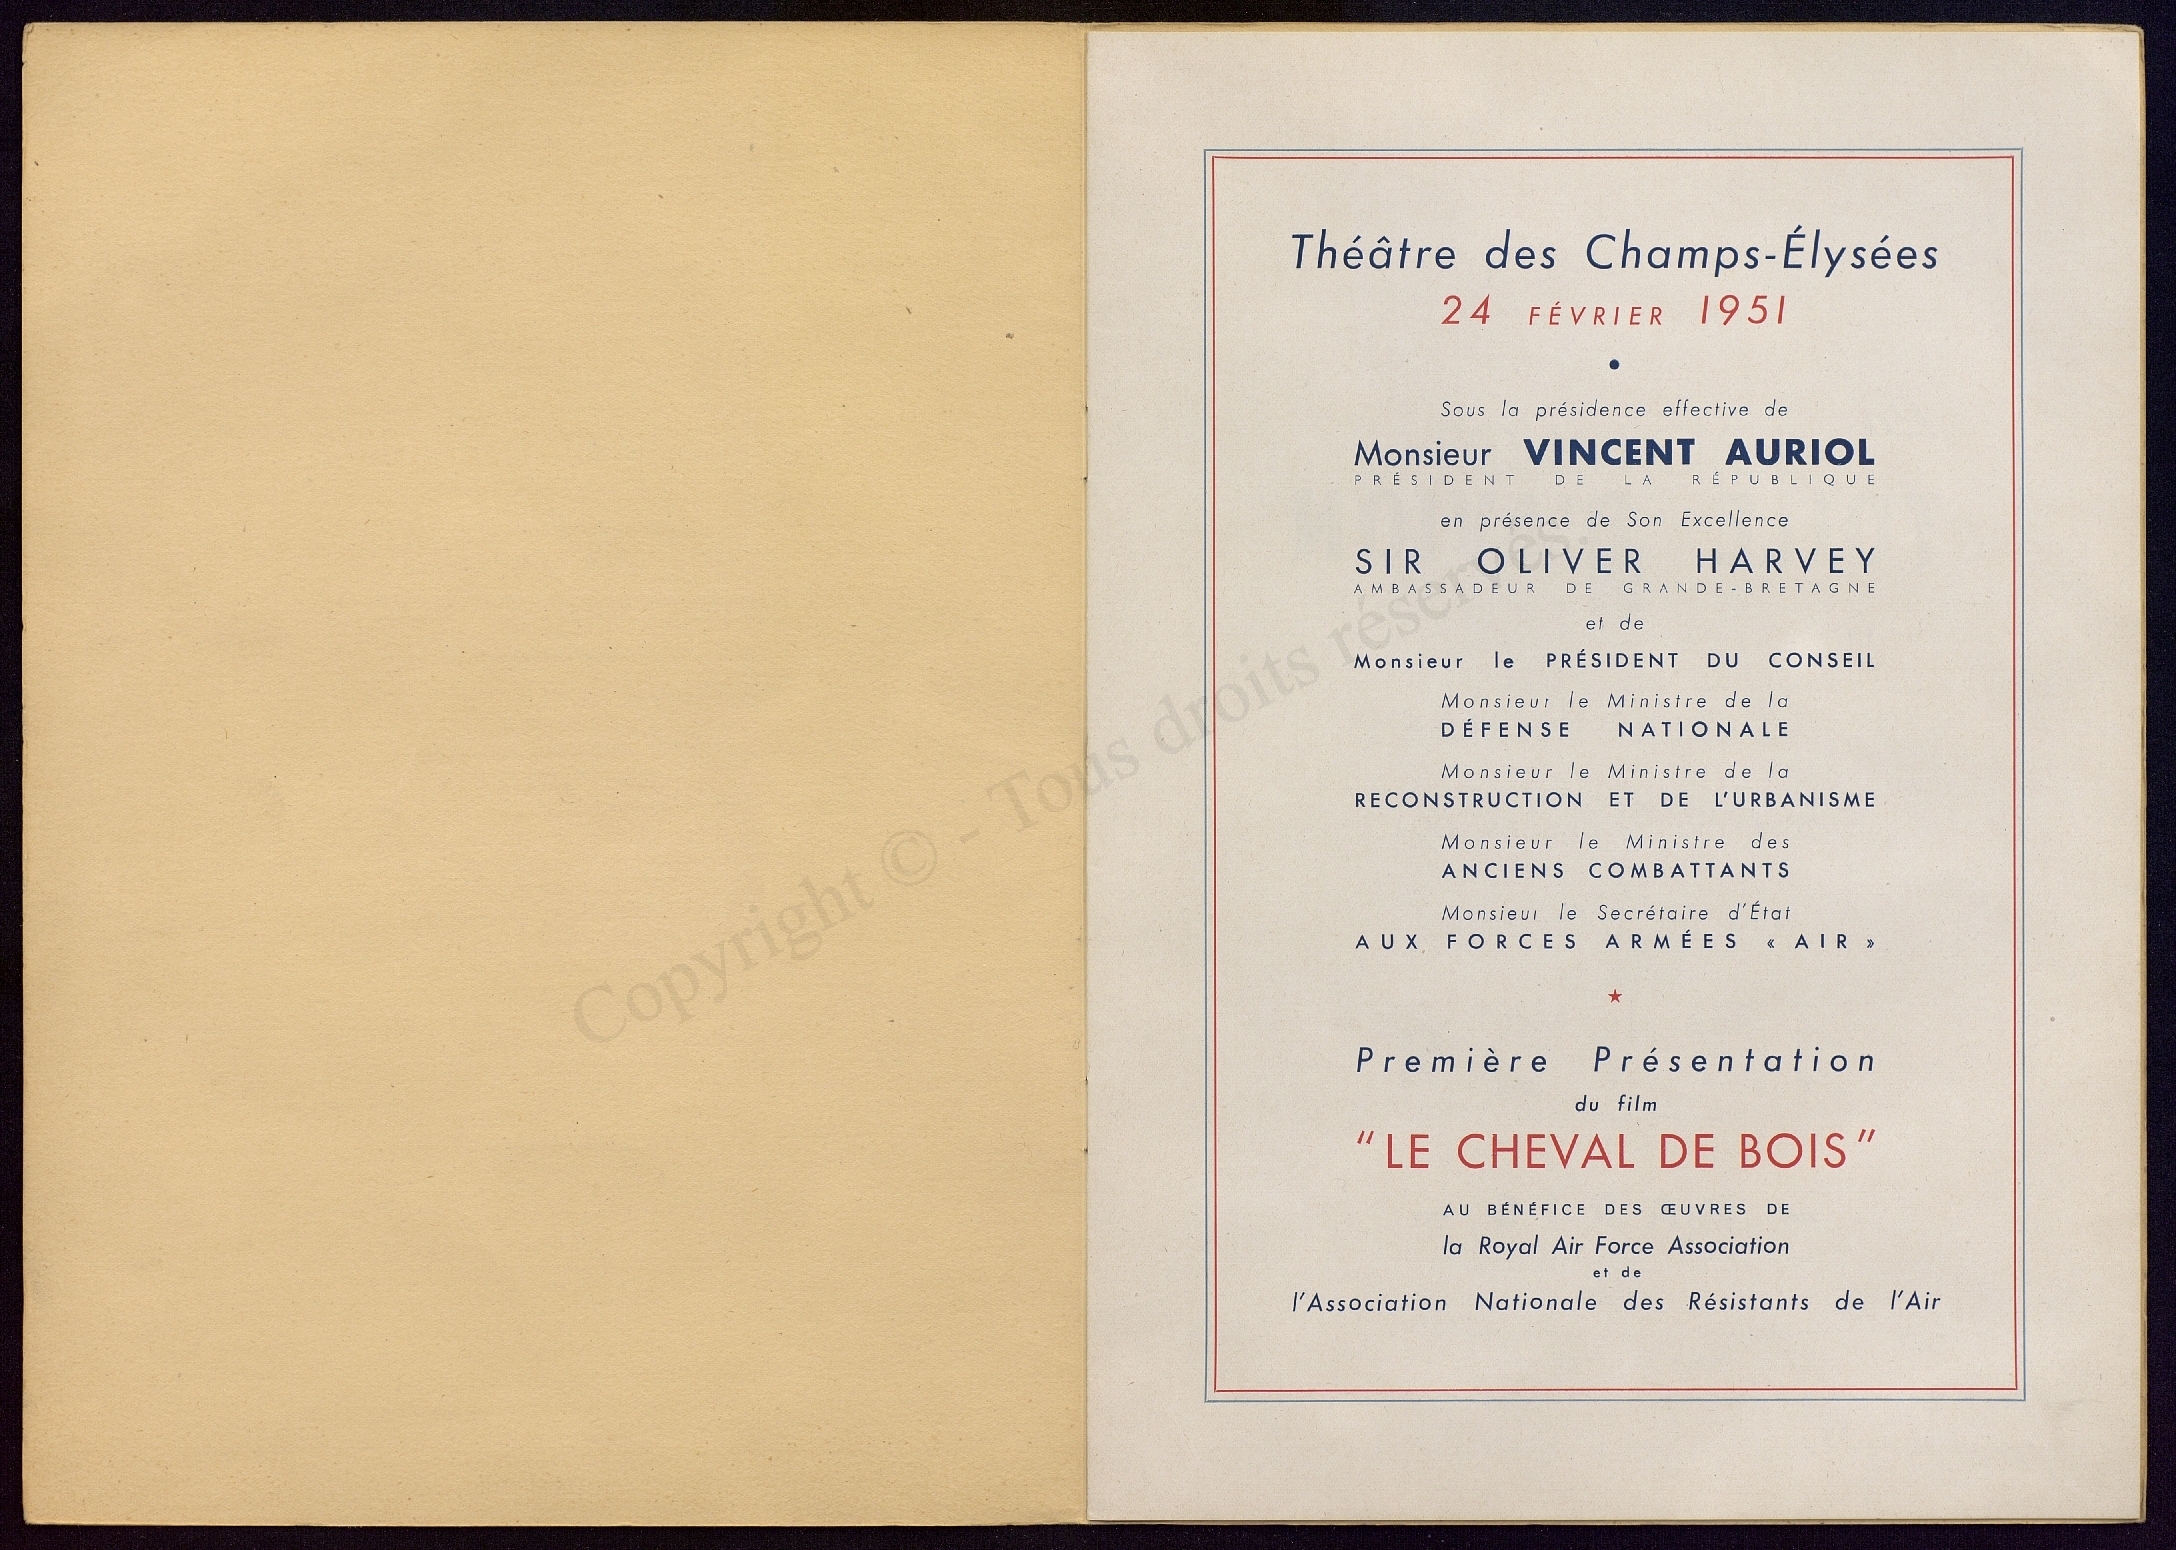 Théâtre des Champs-Élysées
24 FÉVRIER 1951
•
Sous la présidence effective de
Monsieur VINCENT AURIOL
PRÉSIDENT DE LA RÉPUBLIQUE
en présence de Son Excellence
SIR OLIVER HARVEY
AMBASSADEUR DE GRANDE-BRETAGNE
et de
Monsieur le PRÉSIDENT DU CONSEIL
Monsieur le Ministre de la
DÉFENSE NATIONALE
Monsieur le Ministre de la
RECONSTRUCTION ET DE L'URBANISME
Monsieur le Ministre des
ANCIENS COMBATTANTS
Monsieur le Secrétaire d'État
AUX FORCES ARMÉES « AIR »
★
Première Présentation
du film
"LE CHEVAL DE BOIS"
AU BÉNÉFICE DES ŒUVRES DE
la Royal Air Force Association
et de
l'Association Nationale des Résistants de l'Air
Copyright © - Tous droits réservés.